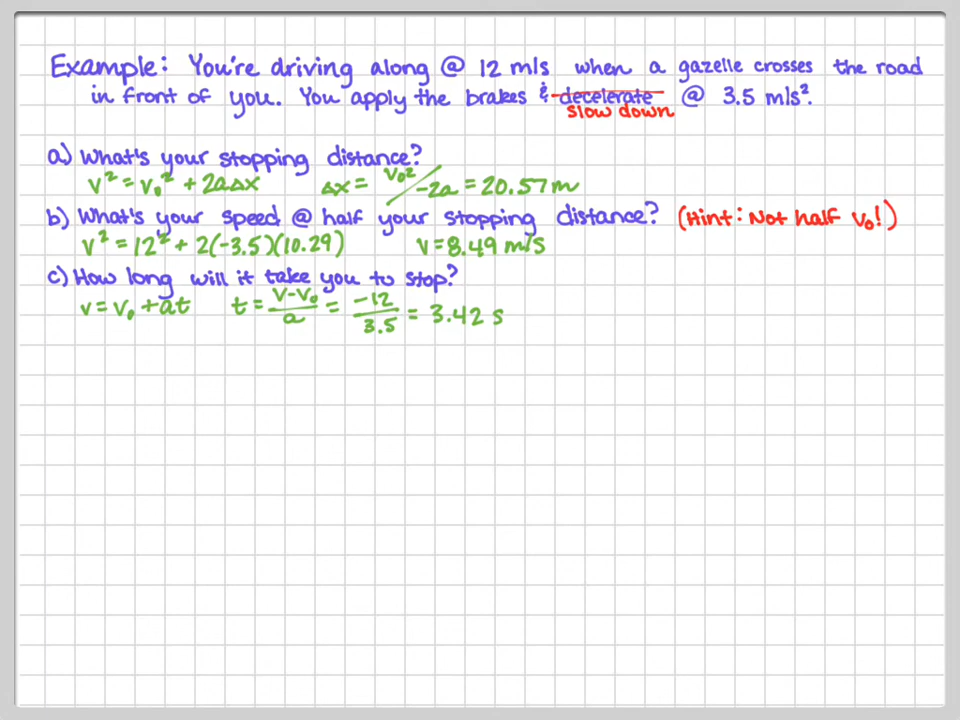 Example: You're driving along @ 12 m/s when a gazelle crosses the road
in front of you. You apply the brakes & decelerate @ 3.5 m/s².
slow down
a) What's your stopping distance?
v² = v₀² + 2aΔx Δx = v₀²/-2a = 20.57 m
b) What's your speed @ half your stopping distance? (Hint: Not half v₀!)
v² = 12² + 2(-3.5)(10.29) v = 8.49 m/s
c) How long will it take you to stop?
v = v₀ + at t = v-v₀/a = -12/3.5 = 3.42 s